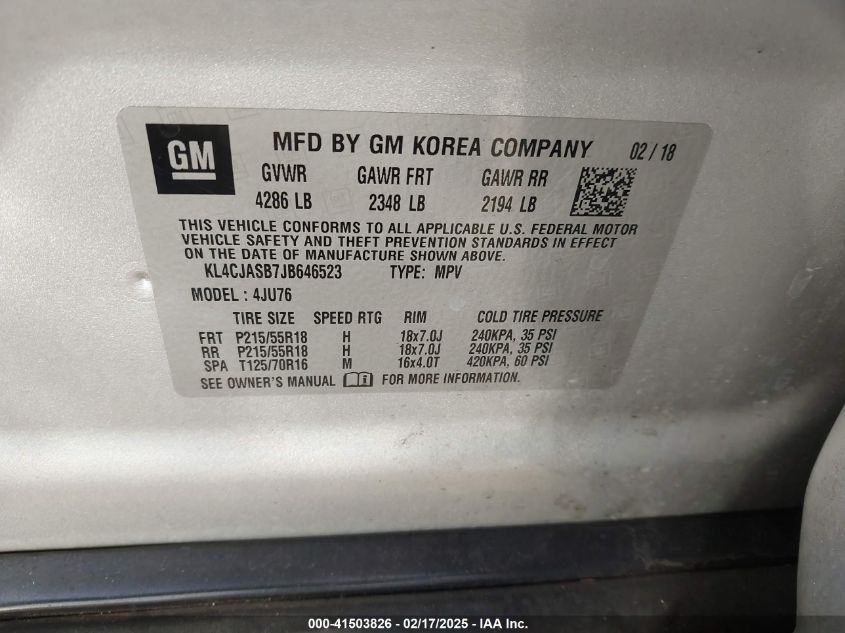 GM
MFD BY GM KOREA COMPANY 02 / 18
GVWR GAWR FRT GAWR RR
4286 LB 2348 LB 2194 LB
THIS VEHICLE CONFORMS TO ALL APPLICABLE U.S. FEDERAL MOTOR
VEHICLE SAFETY AND THEFT PREVENTION STANDARDS IN EFFECT
ON THE DATE OF MANUFACTURE SHOWN ABOVE.
KL4CJASB7JB646523 TYPE: MPV
MODEL : 4JU76
TIRE SIZE SPEED RTG RIM COLD TIRE PRESSURE
FRT P215/55R18 H 18x7.0J 240KPA, 35 PSI
RR P215/55R18 H 18x7.0J 240KPA, 35 PSI
SPA T125/70R16 M 16x4.0T 420KPA, 60 PSI
SEE OWNER'S MANUAL FOR MORE INFORMATION.
000-41503826 - 02/17/2025 - IAA Inc.